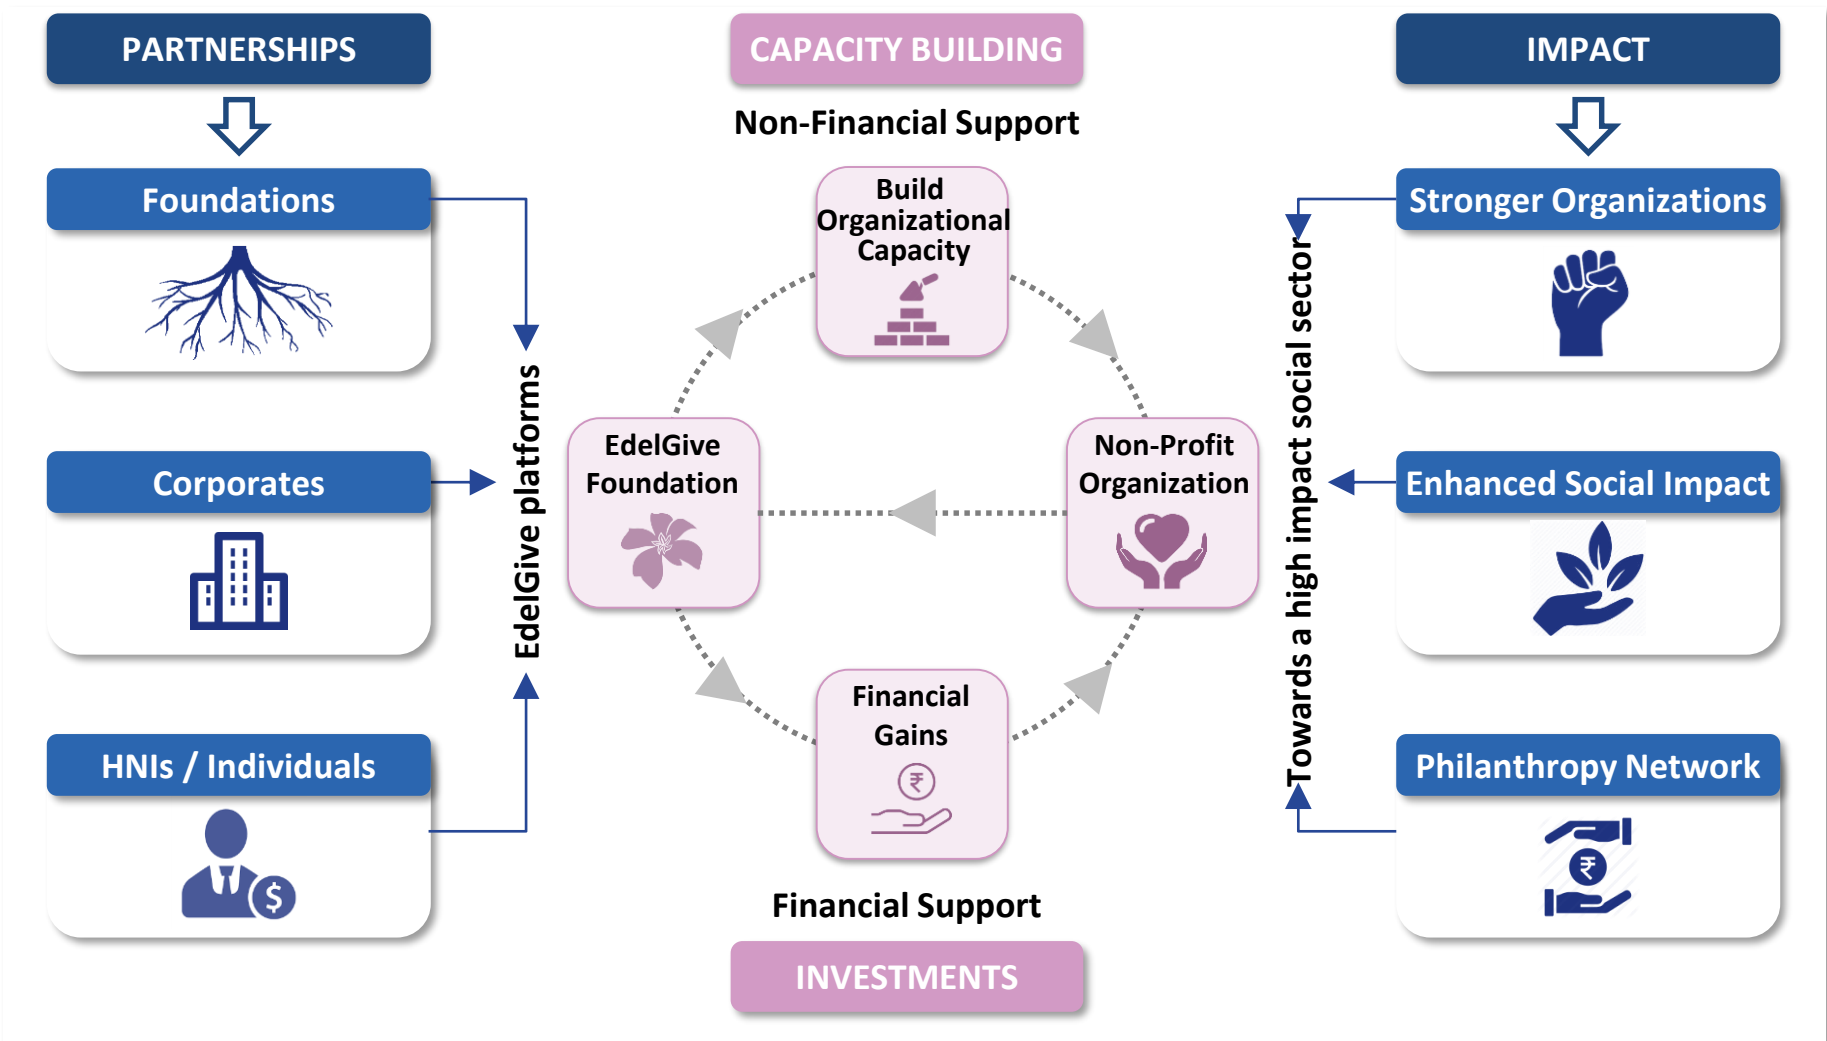 PARTNERSHIPS
Foundations
Corporates
HNIs / Individuals
$
EdelGive platforms
CAPACITY BUILDING
Non-Financial Support
Build
Organizational
Capacity
EdelGive
Foundation
Non-Profit
Organization
Financial
Gains
₹
Financial Support
INVESTMENTS
Towards a high impact social sector
IMPACT
Stronger Organizations
Enhanced Social Impact
Philanthropy Network
₹